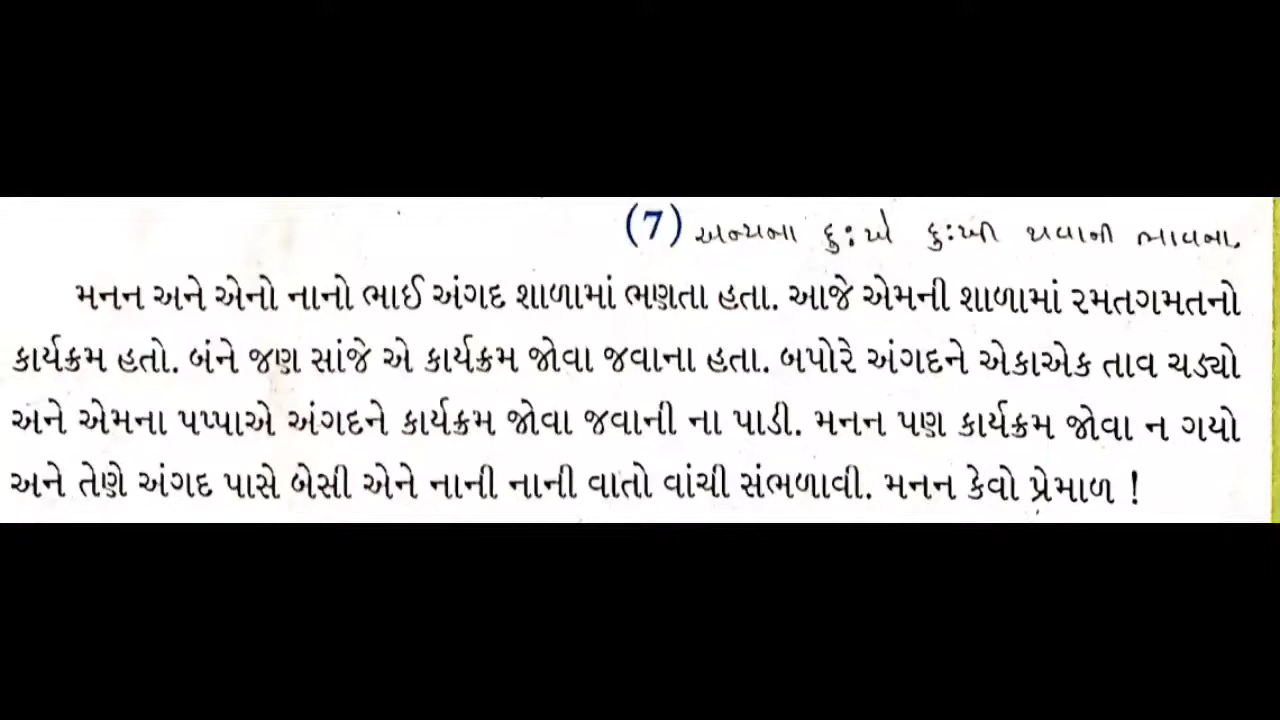 (7) અન્યના દુઃખે દુઃખી થવાની ભાવના.
મનન અને એનો નાનો ભાઈ અંગદ શાળામાં ભણતા હતા. આજે એમની શાળામાં રમતગમતનો
કાર્યક્રમ હતો. બંને જણ સાંજે એ કાર્યક્રમ જોવા જવાના હતા. બપોરે અંગદને એકાએક તાવ ચડ્યો
અને એમના પપ્પાએ અંગદને કાર્યક્રમ જોવા જવાની ના પાડી. મનન પણ કાર્યક્રમ જોવા ન ગયો
અને તેણે અંગદ પાસે બેસી એને નાની નાની વાતો વાંચી સંભળાવી. મનન કેવો પ્રેમાળ !